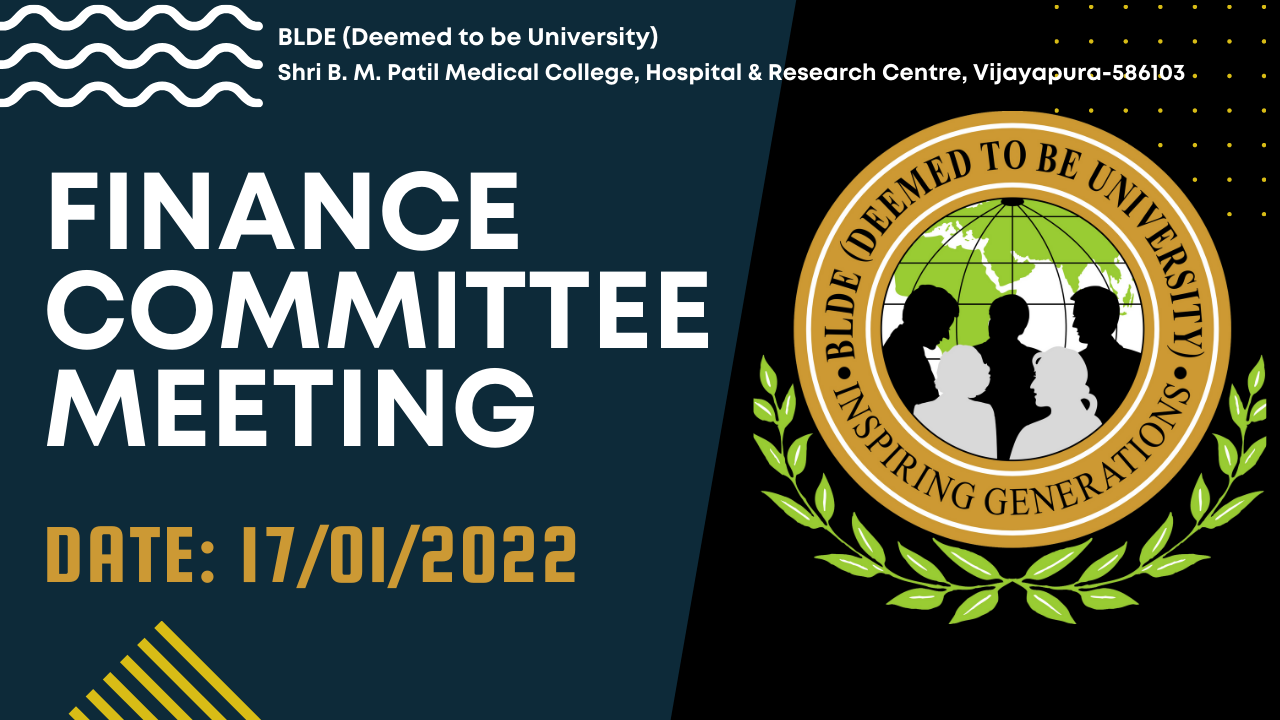 BLDE (Deemed to be University)
Shri B. M. Patil Medical College, Hospital & Research Centre, Vijayapura-586103
FINANCE
COMMITTEE
MEETING
DATE: 17/01/2022
BLDE (DEEMED TO BE UNIVERSITY)
• INSPIRING GENERATIONS •